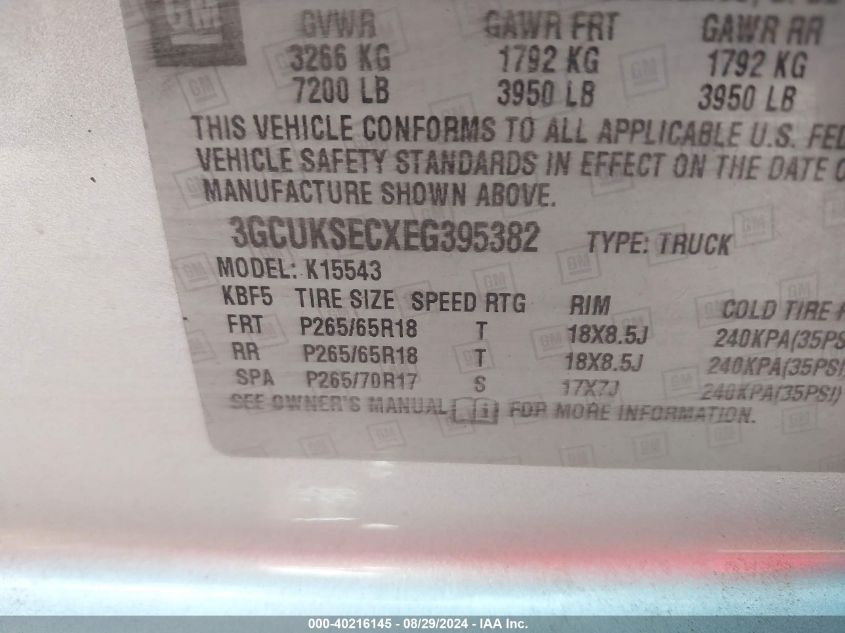 GM
GVWR GAWR FRT GAWR RR
3266 KG 1792 KG 1792 KG
7200 LB 3950 LB 3950 LB
THIS VEHICLE CONFORMS TO ALL APPLICABLE U.S. FED
VEHICLE SAFETY STANDARDS IN EFFECT ON THE DATE O
MANUFACTURE SHOWN ABOVE.
3GCUKSECXEG395382 TYPE: TRUCK
MODEL: K15543
KBF5 TIRE SIZE SPEED RTG RIM COLD TIRE
FRT P265/65R18 T 18X8.5J 240KPA(35PS
RR P265/65R18 T 18X8.5J 240KPA(35PSI
SPA P265/70R17 S 17X7J 240KPA(35PSI)
SEE OWNER'S MANUAL FOR MORE INFORMATION.
000-40216145 - 08/29/2024 - IAA Inc.